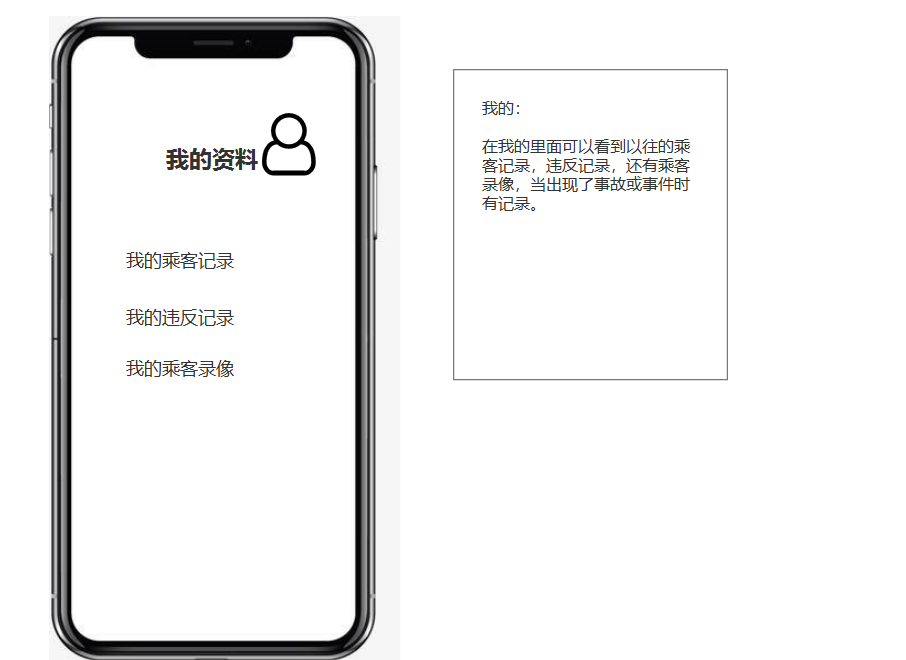 我的资料
我的乘客记录
我的违反记录
我的乘客录像
我的：
在我的里面可以看到以往的乘
客记录，违反记录，还有乘客
录像，当出现了事故或事件时
有记录。